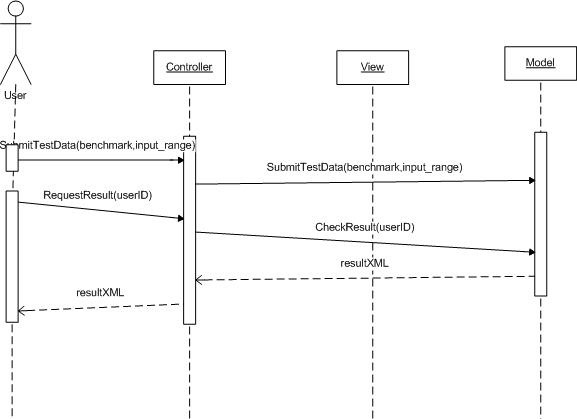 Controller
View
Model
User
SubmitTestData(benchmark,input_range)
SubmitTestData(benchmark,input_range)
RequestResult(userID)
CheckResult(userID)
resultXML
resultXML